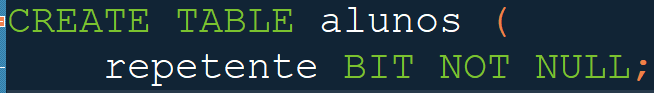 CREATE TABLE alunos (
repetente BIT NOT NULL;